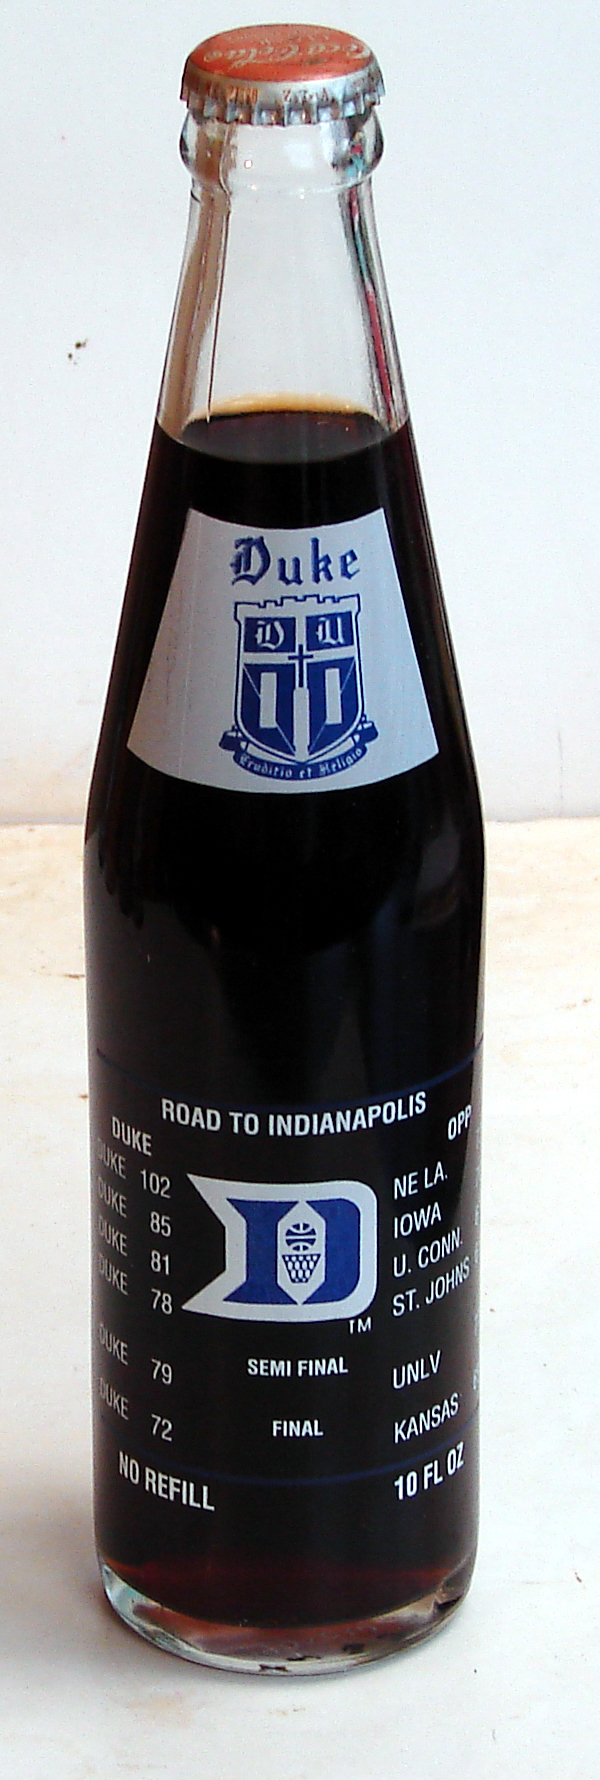 Coca-Cola
Duke
D U
Eruditio et Religio
ROAD TO INDIANAPOLIS
DUKE OPP
DUKE 102 NE LA.
DUKE 85 IOWA
DUKE 81 U. CONN.
DUKE 78 ST. JOHNS
D
TM
DUKE 79 SEMI FINAL UNLV
DUKE 72 FINAL KANSAS
NO REFILL 10 FL OZ